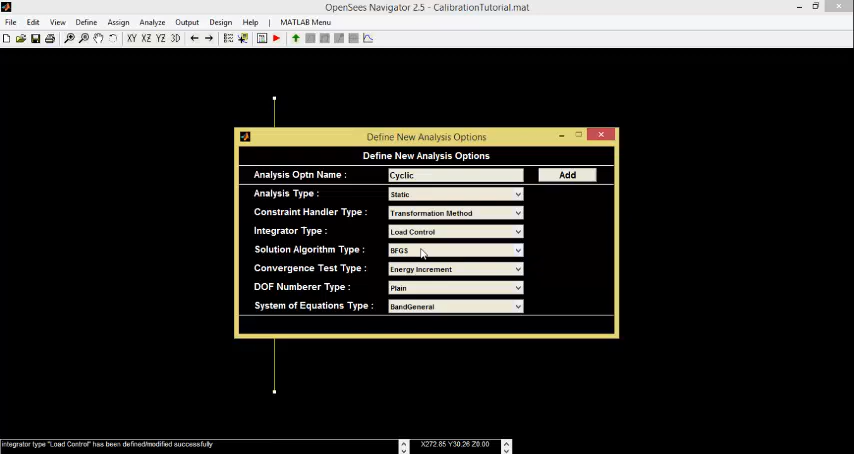 OpenSees Navigator 2.5 - CalibrationTutorial.mat
File Edit View Define Assign Analyze Output Design Help | MATLAB Menu
XY XZ YZ 3D
Define New Analysis Options
Define New Analysis Options
Analysis Optn Name : Cyclic Add
Analysis Type : Static
Constraint Handler Type : Transformation Method
Integrator Type : Load Control
Solution Algorithm Type : BFGS
Convergence Test Type : Energy Increment
DOF Numberer Type : Plain
System of Equations Type : BandGeneral
integrator type "Load Control" has been defined/modified successfully X272.85 Y30.26 Z0.00